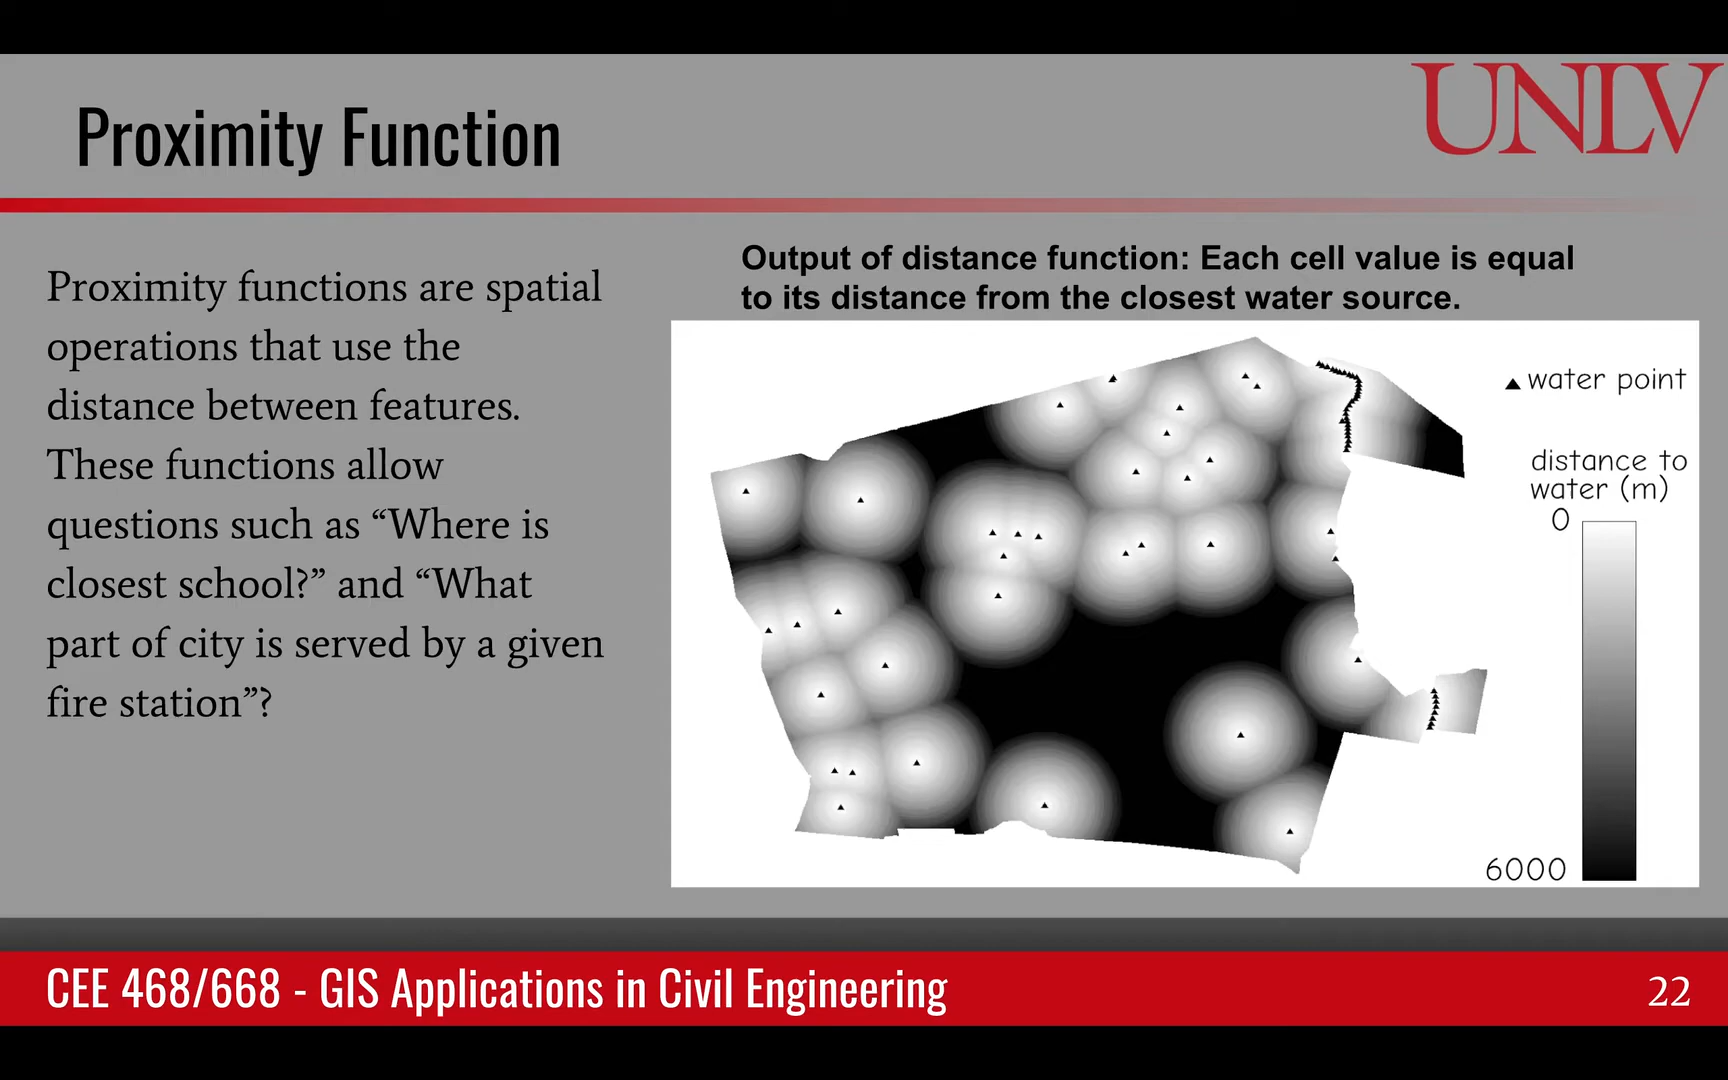 UNLV
Proximity Function
Proximity functions are spatial
operations that use the
distance between features.
These functions allow
questions such as “Where is
closest school?” and “What
part of city is served by a given
fire station”?
Output of distance function: Each cell value is equal
to its distance from the closest water source.
water point
distance to
water (m)
0
6000
CEE 468/668 - GIS Applications in Civil Engineering
22